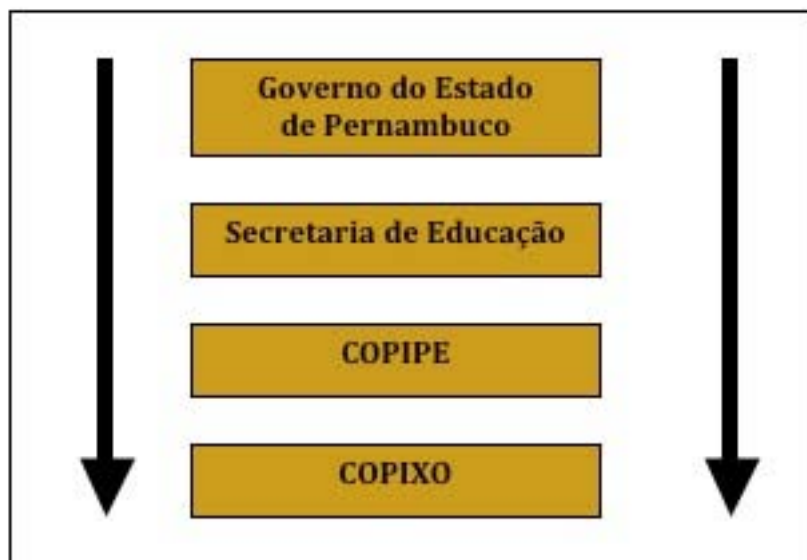 Governo do Estado
de Pernambuco
Secretaria de Educação
COPIPE
COPIXO